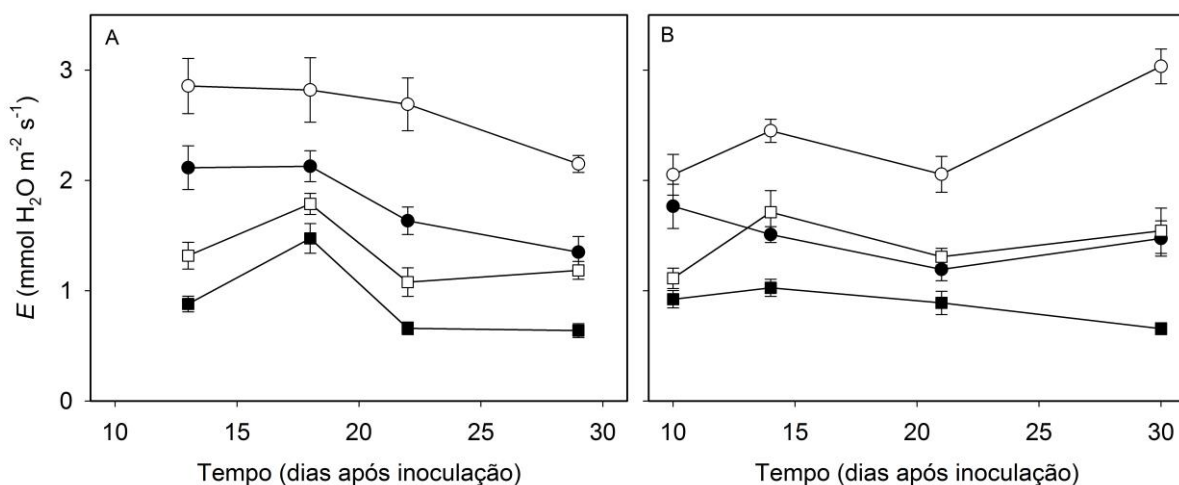 A
B
E (mmol H₂O m⁻² s⁻¹)
3
2
1
0
10 15 20 25 30
10 15 20 25 30
Tempo (dias após inoculação)
Tempo (dias após inoculação)